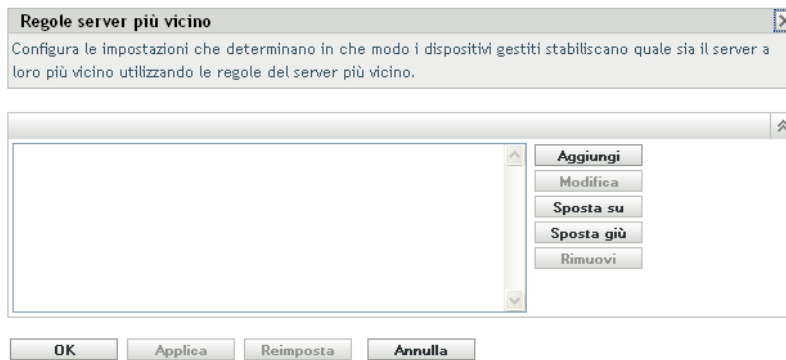 Regole server più vicino
Configura le impostazioni che determinano in che modo i dispositivi gestiti stabiliscano quale sia il server a
loro più vicino utilizzando le regole del server più vicino.
Aggiungi
Modifica
Sposta su
Sposta giù
Rimuovi
OK Applica Reimposta Annulla